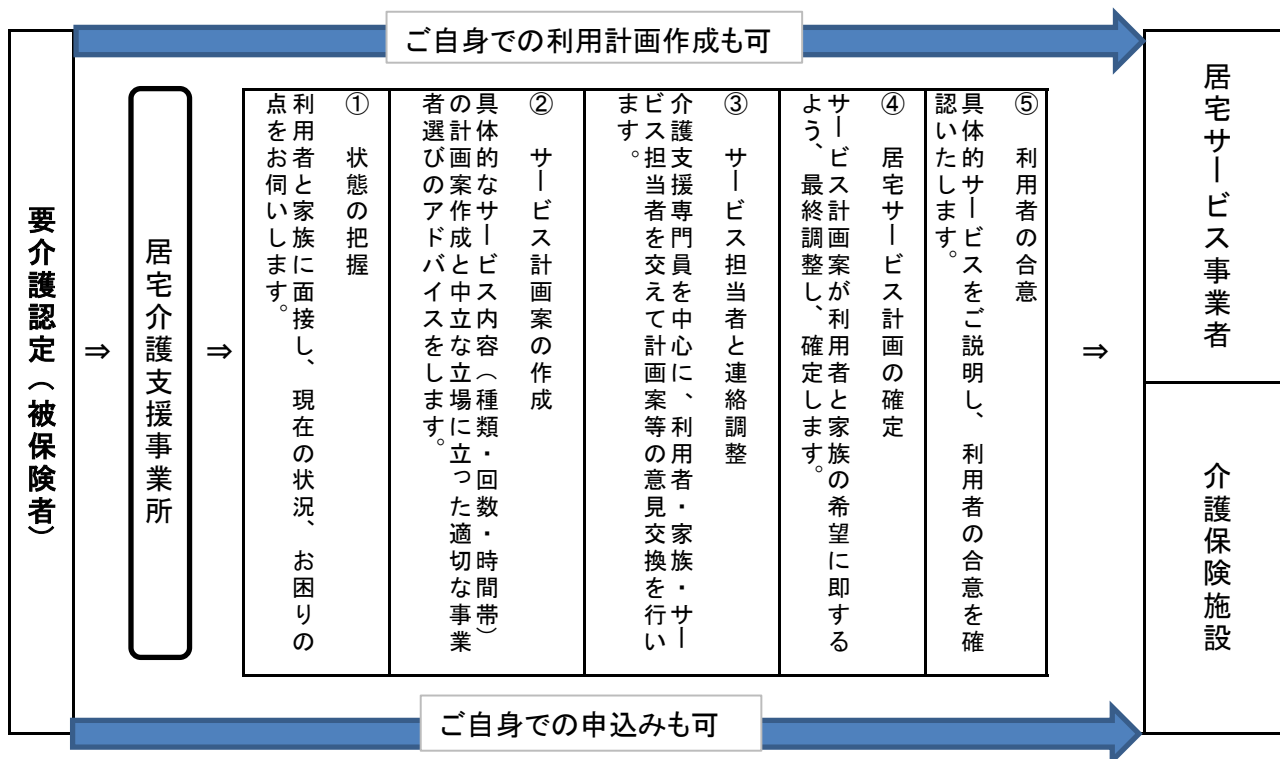 ご自身での利用計画作成も可
要介護認定（被保険者）
⇒
居宅介護支援事業所
⇒
① 状態の把握
利用者と家族に面接し、現在の状況、お困りの
点をお伺いします。
② サービス計画案の作成
具体的なサービス内容（種類・回数・時間帯）
の計画案作成と中立な立場に立った適切な事業
者選びのアドバイスをします。
③ サービス担当者と連絡調整
介護支援専門員を中心に、利用者・家族・サー
ビス担当者を交えて計画案等の意見交換を行い
ます。
④ 居宅サービス計画の確定
サービス計画案が利用者と家族の希望に即する
よう、最終調整し、確定します。
⑤ 利用者の合意
具体的サービスをご説明し、利用者の合意を確
認いたします。
⇒
居宅サービス事業者
介護保険施設
ご自身での申込みも可